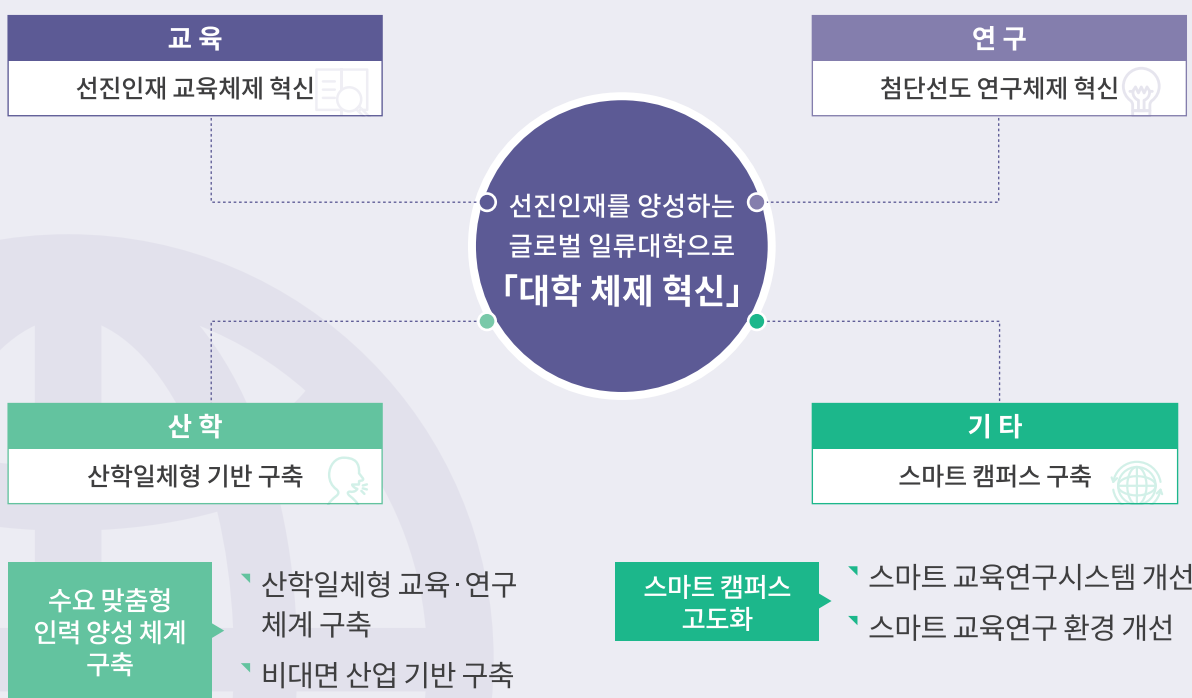 교 육
선진인재 교육체제 혁신
연 구
첨단선도 연구체제 혁신
선진인재를 양성하는
글로벌 일류대학으로
「대학 체제 혁신」
산 학
산학일체형 기반 구축
기 타
스마트 캠퍼스 구축
수요 맞춤형
인력 양성 체계
구축
산학일체형 교육·연구
체계 구축
비대면 산업 기반 구축
스마트 캠퍼스
고도화
스마트 교육연구시스템 개선
스마트 교육연구 환경 개선